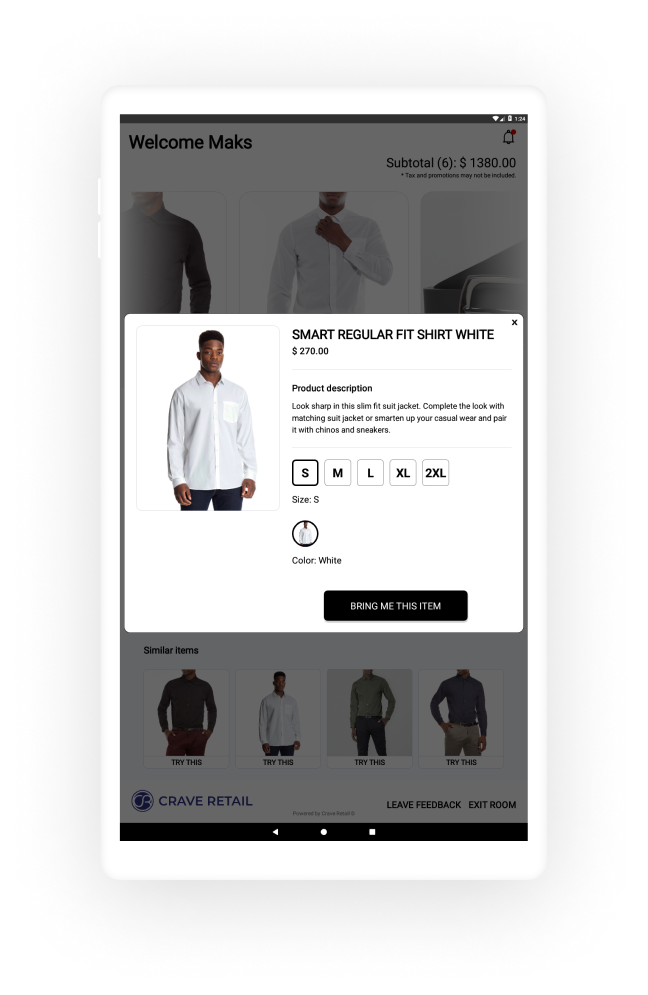 1:24
Welcome Maks
Subtotal (6): $ 1380.00
* Tax and promotions may not be included.
x
SMART REGULAR FIT SHIRT WHITE
$ 270.00
Product description
Look sharp in this slim fit suit jacket. Complete the look with
matching suit jacket or smarten up your casual wear and pair
it with chinos and sneakers.
S M L XL 2XL
Size: S
Color: White
BRING ME THIS ITEM
Similar items
TRY THIS TRY THIS TRY THIS TRY THIS
CRAVE RETAIL
LEAVE FEEDBACK EXIT ROOM
Powered by Crave Retail ©